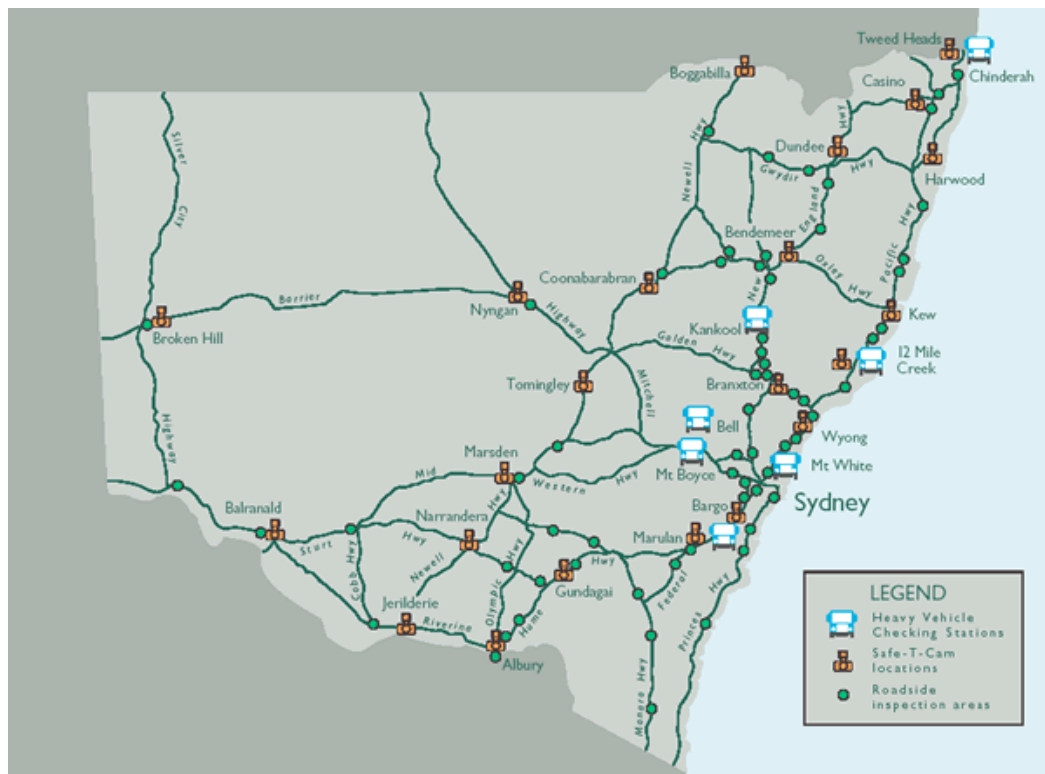 Tweed Heads
Boggabilla
Chinderah
Casino
Hwy
Hwy
Silver
Dundee
Hwy
Gwydir
Harwood
Newell
England
City
Hwy
Bendemeer
Pacific
Oxley
Hwy
Coonabarabran
New
Barrier
Nyngan
Highway
Kew
Kankool
Broken Hill
Golden Hwy
12 Mile
Creek
Tomingley
Mitchell
Branxton
Bell
Highway
Wyong
Marsden
Mid
Western
Hwy
Mt Boyce
Mt White
Sydney
Hwy
Bargo
Balranald
Narrandera
Marulan
Sturt
Hwy
Hwy
Hwy
Newell
Cobb Hwy
Gundagai
Federal
Hwy
LEGEND
Heavy Vehicle
Checking Stations
Jerilderie
Olympic
Hume
Riverine
Princes
Safe-T-Cam
locations
Albury
Monaro Hwy
Roadside
inspection areas